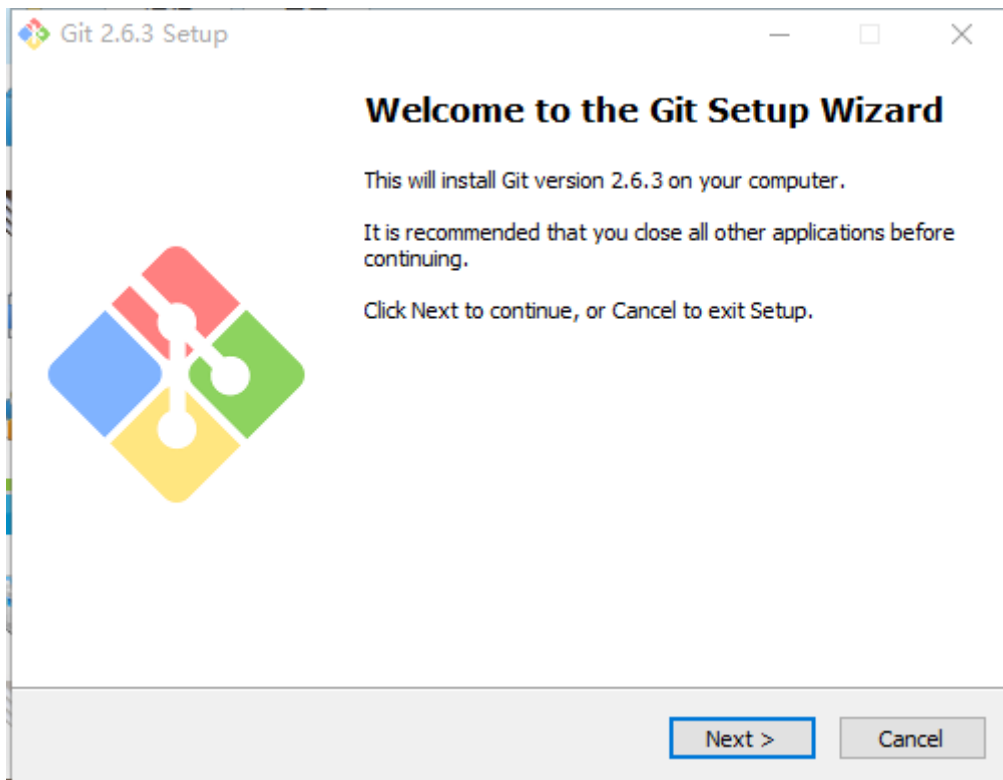 Git 2.6.3 Setup
Welcome to the Git Setup Wizard
This will install Git version 2.6.3 on your computer.
It is recommended that you close all other applications before
continuing.
Click Next to continue, or Cancel to exit Setup.
Next >
Cancel